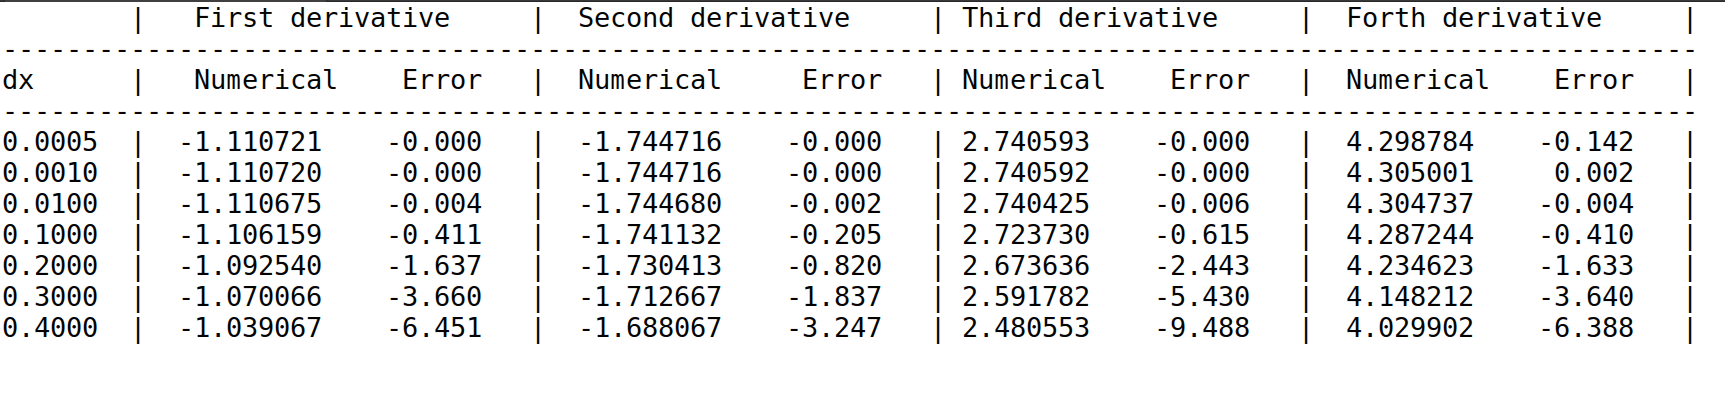 | First derivative | Second derivative | Third derivative | Forth derivative |
----------------------------------------------------------------------------------------------------------
dx | Numerical Error | Numerical Error | Numerical Error | Numerical Error |
----------------------------------------------------------------------------------------------------------
0.0005 | -1.110721 -0.000 | -1.744716 -0.000 | 2.740593 -0.000 | 4.298784 -0.142 |
0.0010 | -1.110720 -0.000 | -1.744716 -0.000 | 2.740592 -0.000 | 4.305001 0.002 |
0.0100 | -1.110675 -0.004 | -1.744680 -0.002 | 2.740425 -0.006 | 4.304737 -0.004 |
0.1000 | -1.106159 -0.411 | -1.741132 -0.205 | 2.723730 -0.615 | 4.287244 -0.410 |
0.2000 | -1.092540 -1.637 | -1.730413 -0.820 | 2.673636 -2.443 | 4.234623 -1.633 |
0.3000 | -1.070066 -3.660 | -1.712667 -1.837 | 2.591782 -5.430 | 4.148212 -3.640 |
0.4000 | -1.039067 -6.451 | -1.688067 -3.247 | 2.480553 -9.488 | 4.029902 -6.388 |